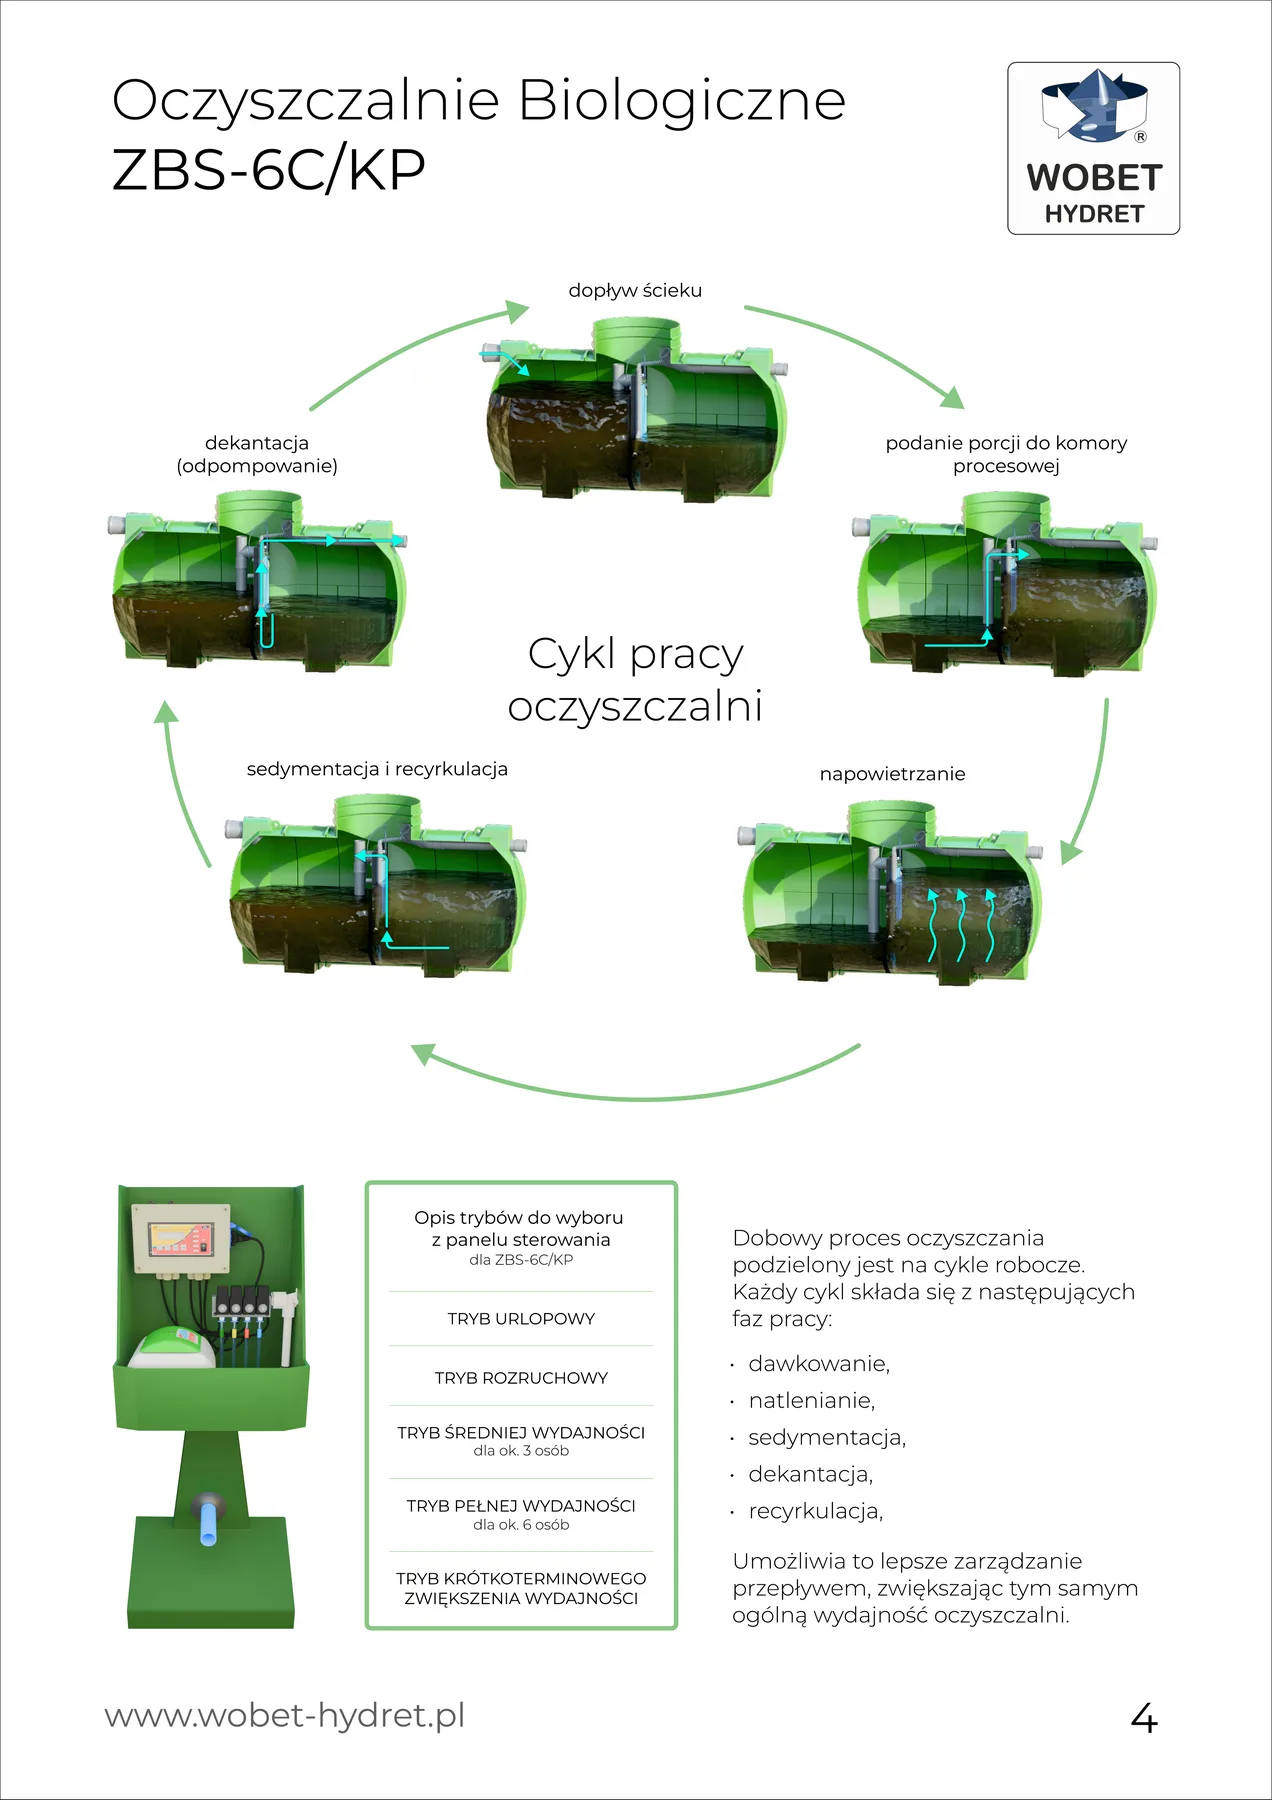 Oczyszczalnie Biologiczne
ZBS-6C/KP
®
WOBET
HYDRET
dopływ ścieku
dekantacja
(odpompowanie)
podanie porcji do komory
procesowej
Cykl pracy
oczyszczalni
sedymentacja i recyrkulacja
napowietrzanie
Opis trybów do wyboru
z panelu sterowania
dla ZBS-6C/KP
TRYB URLOPOWY
TRYB ROZRUCHOWY
TRYB ŚREDNIEJ WYDAJNOŚCI
dla ok. 3 osób
TRYB PEŁNEJ WYDAJNOŚCI
dla ok. 6 osób
TRYB KRÓTKOTERMINOWEGO
ZWIĘKSZENIA WYDAJNOŚCI
Dobowy proces oczyszczania
podzielony jest na cykle robocze.
Każdy cykl składa się z następujących
faz pracy:
• dawkowanie,
• natlenianie,
• sedymentacja,
• dekantacja,
• recyrkulacja,
Umożliwia to lepsze zarządzanie
przepływem, zwiększając tym samym
ogólną wydajność oczyszczalni.
www.wobet-hydret.pl
4